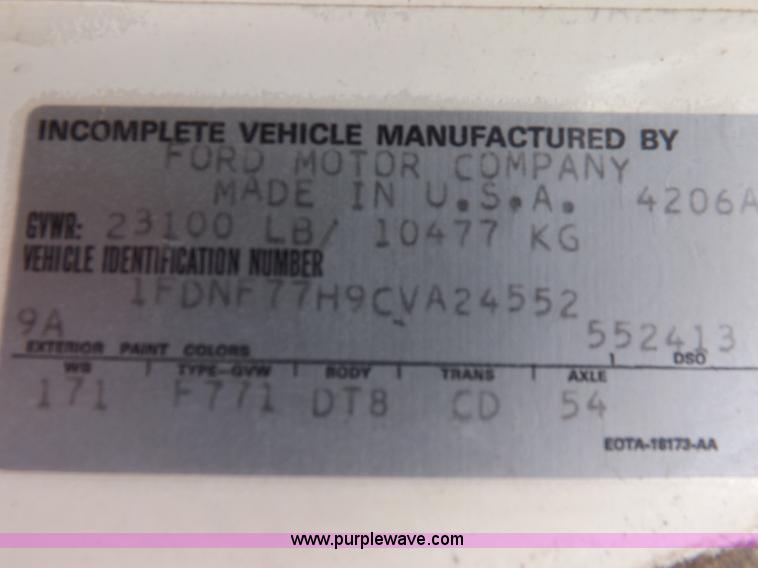 INCOMPLETE VEHICLE MANUFACTURED BY
FORD MOTOR COMPANY
MADE IN U.S.A. 4206A
GVWR: 23100 LB/ 10477 KG
VEHICLE IDENTIFICATION NUMBER
1FDNF77H9CVA24552
9A 552413
EXTERIOR PAINT COLORS DSO
WB TYPE-GVW BODY TRANS AXLE
171 F771 DT8 CD 54
EOTA-18173-AA
www.purplewave.com